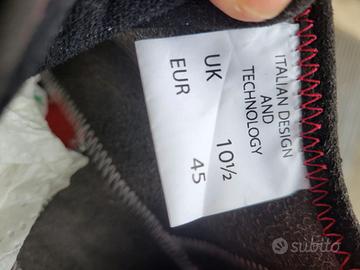 ITALIAN DESIGN
AND
TECHNOLOGY
UK 10½
EUR 45
subito